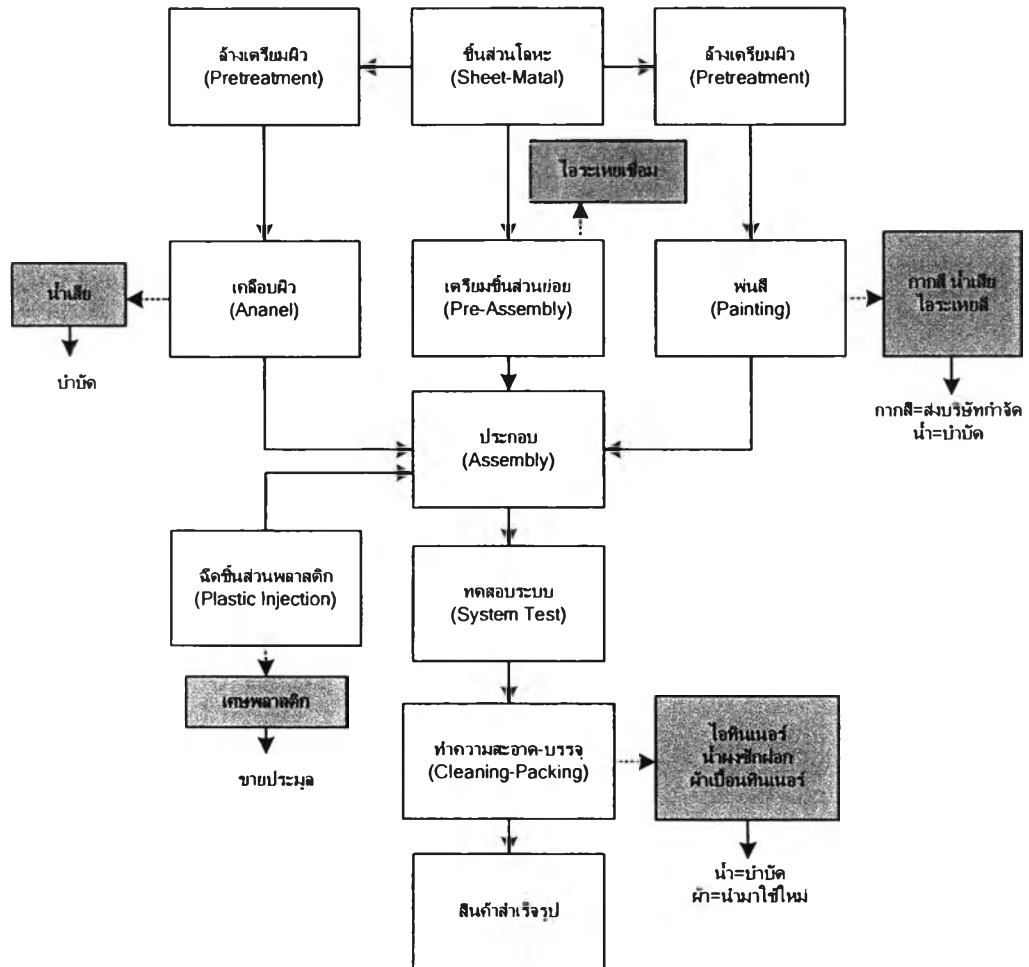 ล้างเตรียมผิว
(Pretreatment)
ชิ้นส่วนโลหะ
(Sheet-Matal)
ล้างเตรียมผิว
(Pretreatment)
ไอระเหยเชื่อม
น้ำเสีย
เคลือบผิว
(Ananel)
เตรียมชิ้นส่วนย่อย
(Pre-Assembly)
พ่นสี
(Painting)
กากสี น้ำเสีย
ไอระเหยสี
บำบัด
กากสี=ส่งบริษัทกำจัด
น้ำ=บำบัด
ประกอบ
(Assembly)
ฉีดชิ้นส่วนพลาสติก
(Plastic Injection)
ทดสอบระบบ
(System Test)
เศษพลาสติก
ขายประมูล
ทำความสะอาด-บรรจุ
(Cleaning-Packing)
ไอทินเนอร์
น้ำผงซักฟอก
ผ้าเปื้อนทินเนอร์
น้ำ=บำบัด
ผ้า=นำมาใช้ใหม่
สินค้าสำเร็จรูป